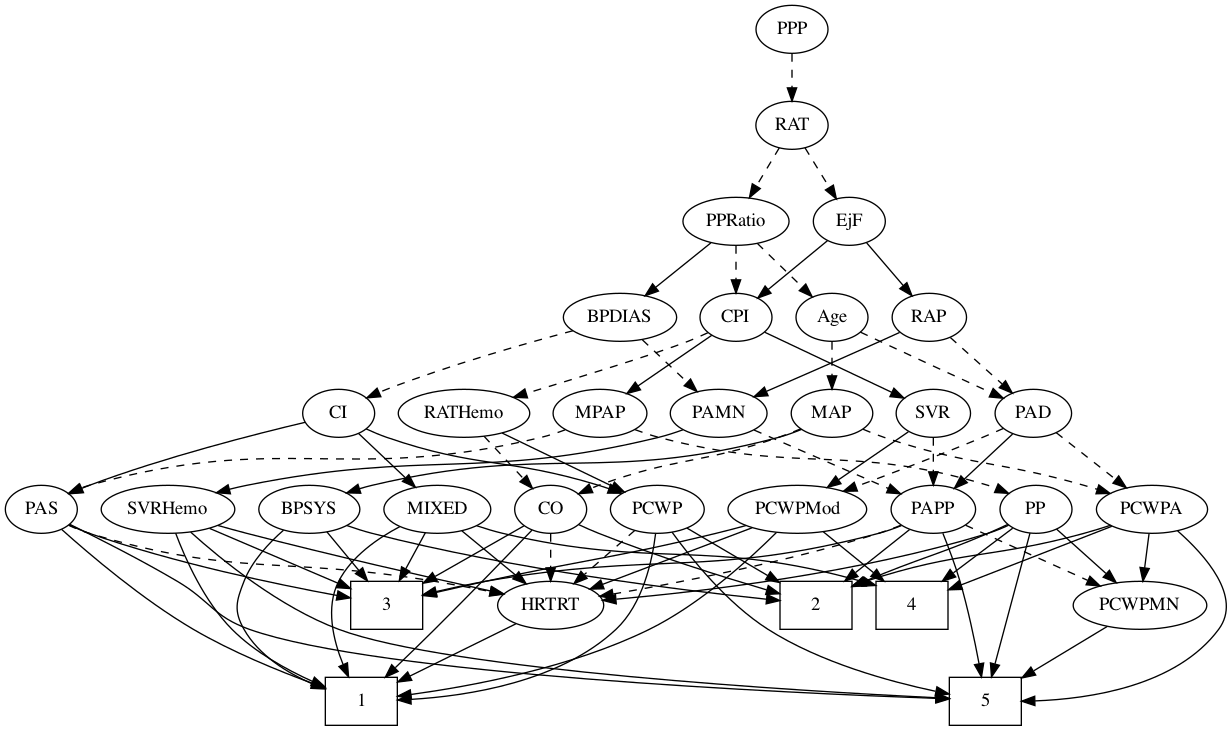 PPP
RAT
PPRatio
EjF
BPDIAS
CPI
Age
RAP
CI
RATHemo
MPAP
PAMN
MAP
SVR
PAD
PAS
SVRHemo
BPSYS
MIXED
CO
PCWP
PCWPMod
PAPP
PP
PCWPA
3
HRTRT
2
4
PCWPMN
1
5